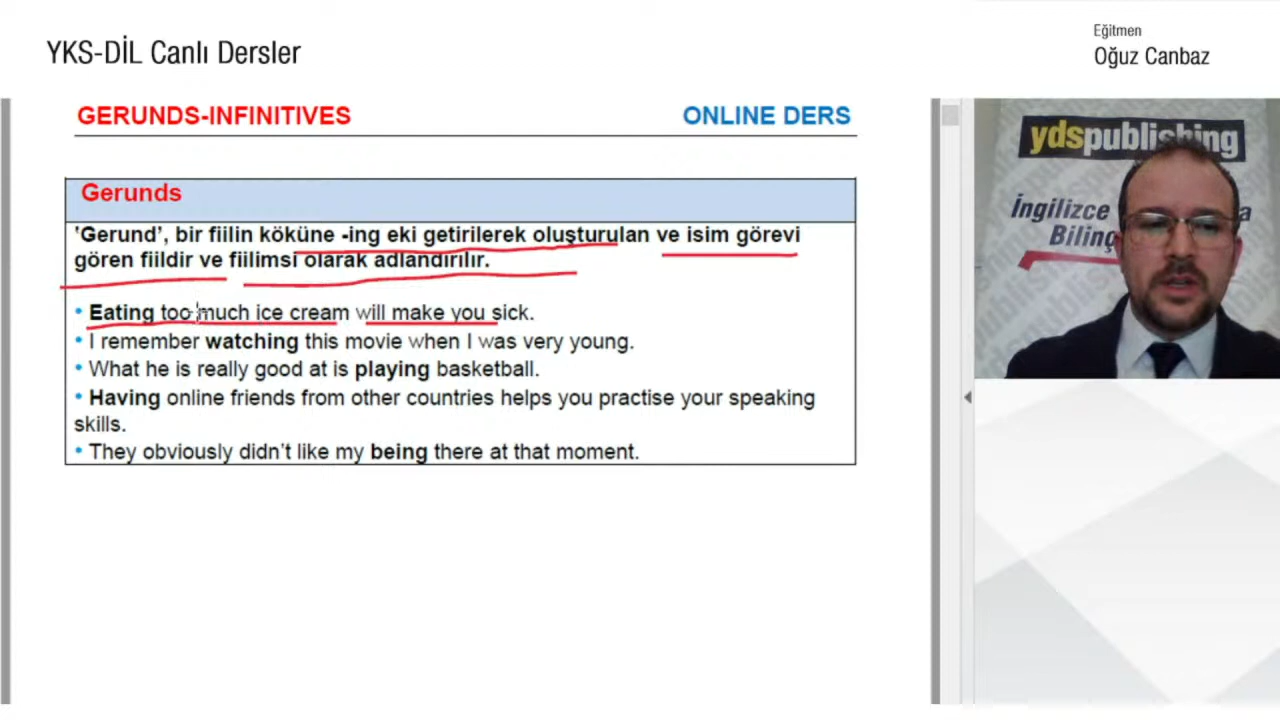 YKS-DİL Canlı Dersler
Eğitmen
Oğuz Canbaz
GERUNDS-INFINITIVES
ONLINE DERS
ydspublishing
İngilizce
Bilinç
Gerunds
'Gerund', bir fiilin köküne -ing eki getirilerek oluşturulan ve isim görevi
gören fiildir ve fiilimsi olarak adlandırılır.
• Eating too much ice cream will make you sick.
• I remember watching this movie when I was very young.
• What he is really good at is playing basketball.
• Having online friends from other countries helps you practise your speaking
skills.
• They obviously didn't like my being there at that moment.